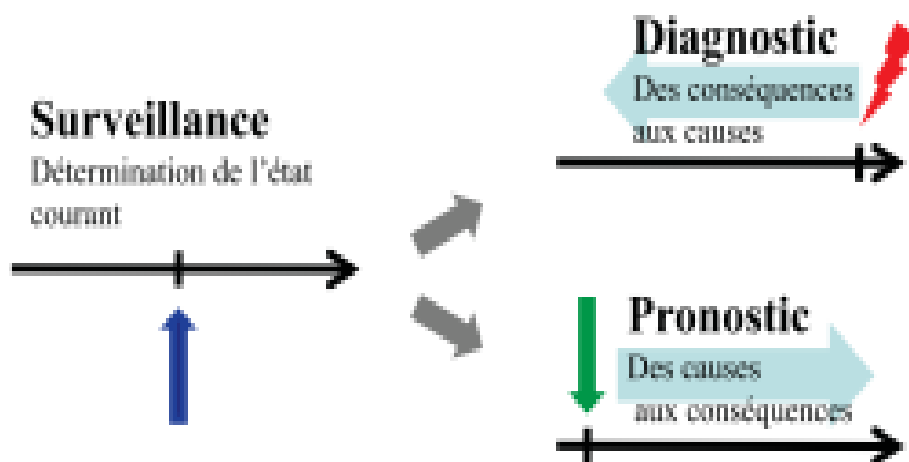 Surveillance
Détermination de l'état
courant
Diagnostic
Des conséquences
aux causes
Pronostic
Des causes
aux conséquences